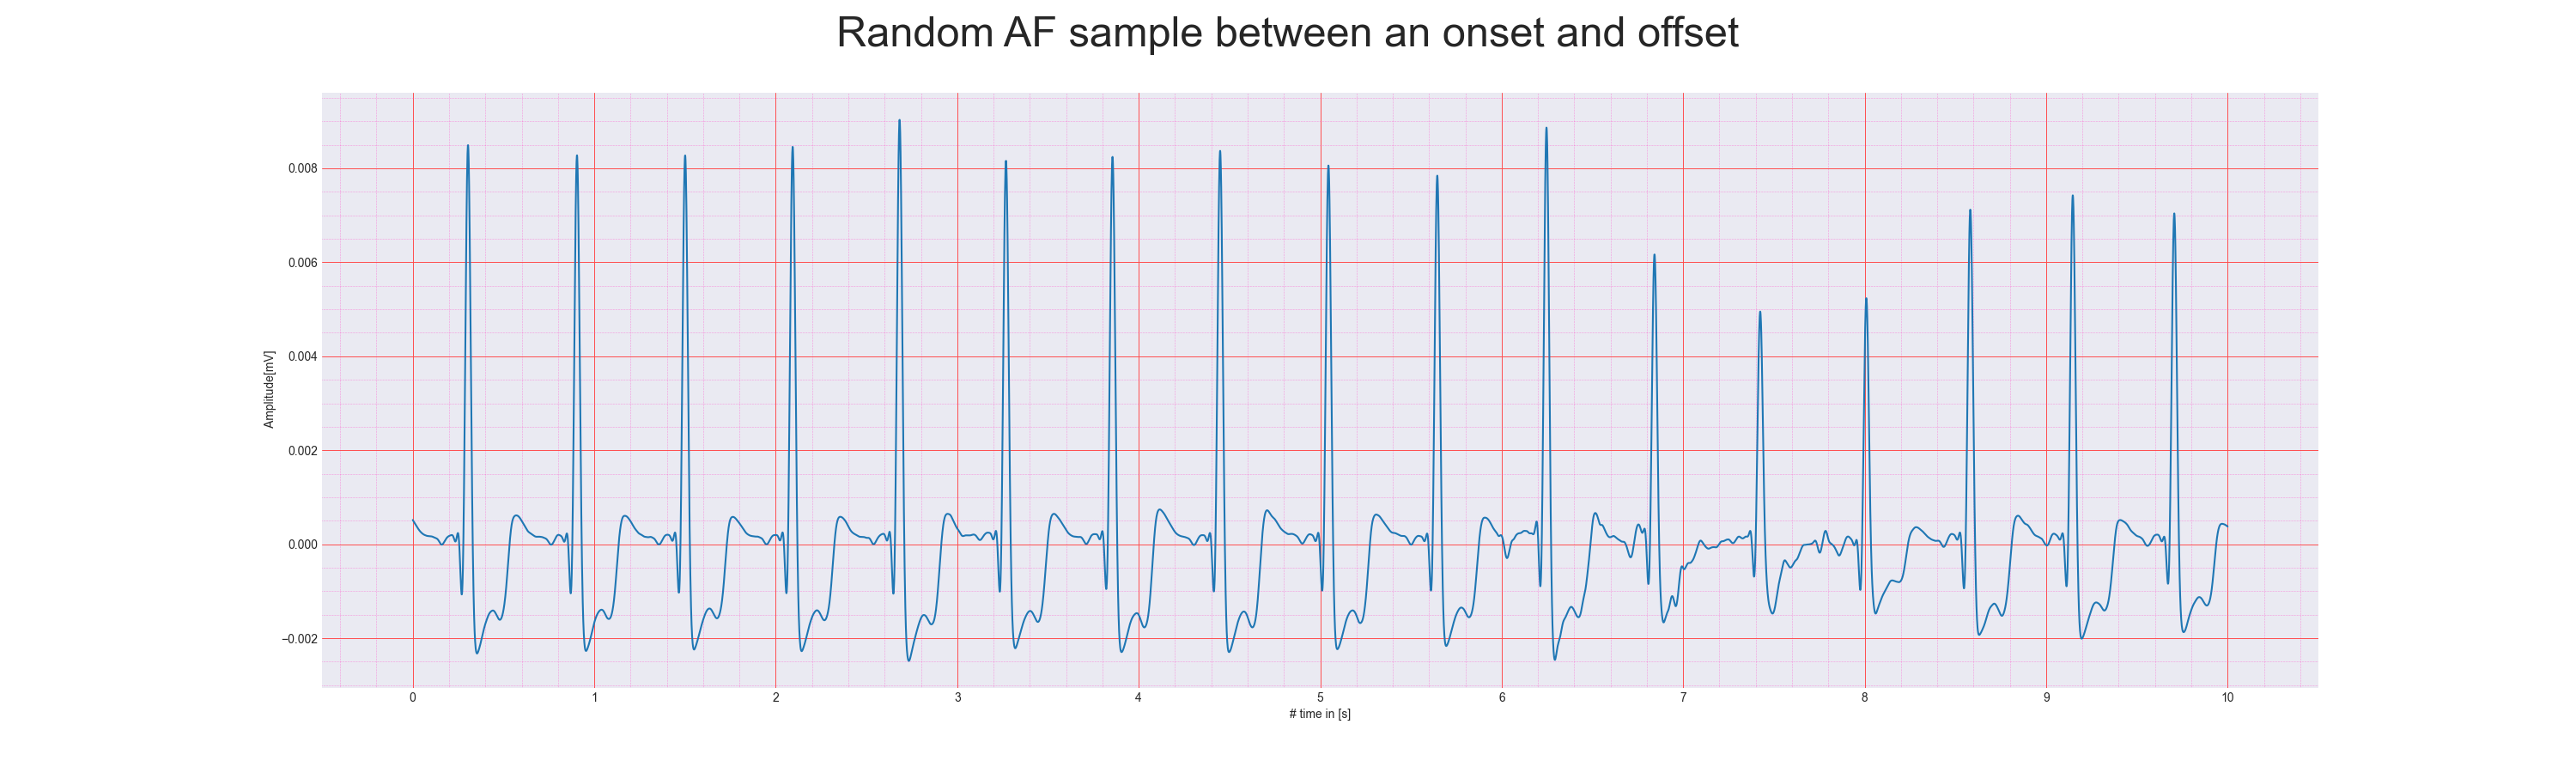 Random AF sample between an onset and offset
Amplitude[mV]
0.008
0.006
0.004
0.002
0.000
−0.002
0 1 2 3 4 5 6 7 8 9 10
# time in [s]